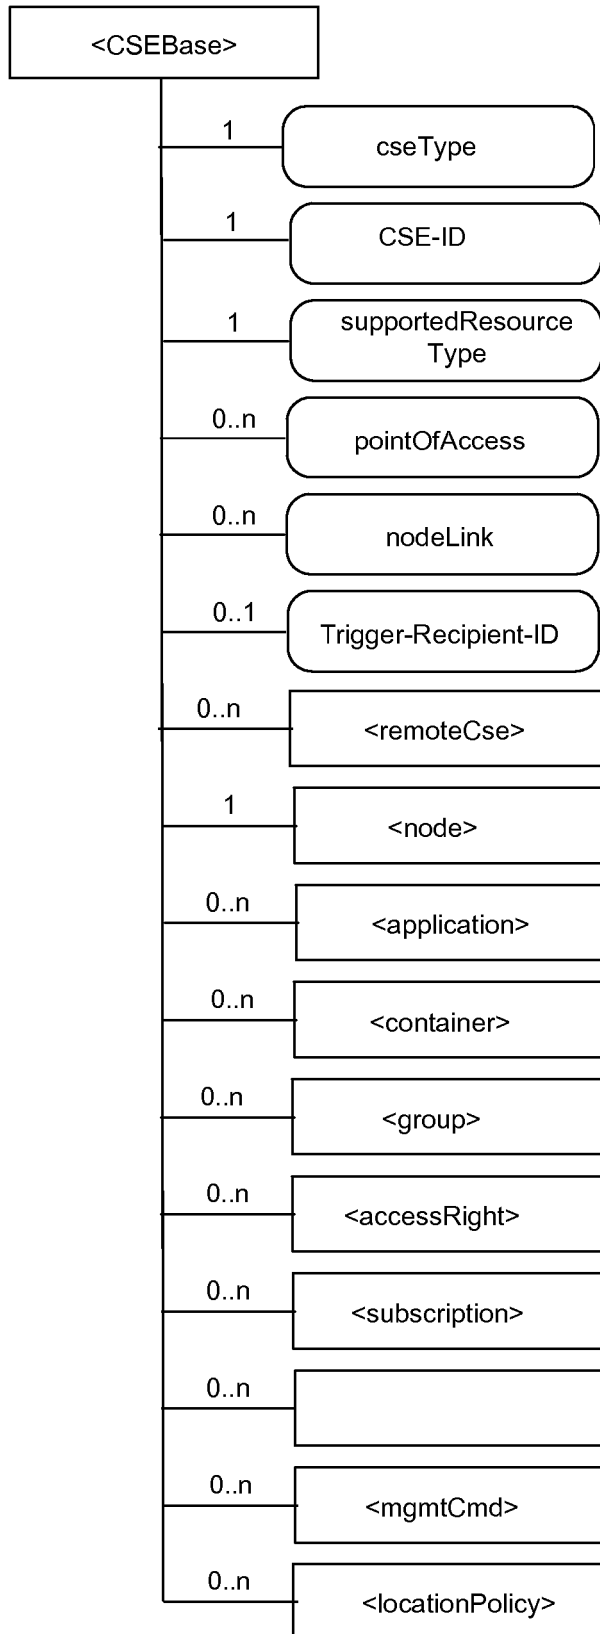 <CSEBase>
1
cseType
1
CSE-ID
1
supportedResource
Type
0..n
pointOfAccess
0..n
nodeLink
0..1
Trigger-Recipient-ID
0..n
<remoteCse>
1
<node>
0..n
<application>
0..n
<container>
0..n
<group>
0..n
<accessRight>
0..n
<subscription>
0..n
0..n
<mgmtCmd>
0..n
<locationPolicy>